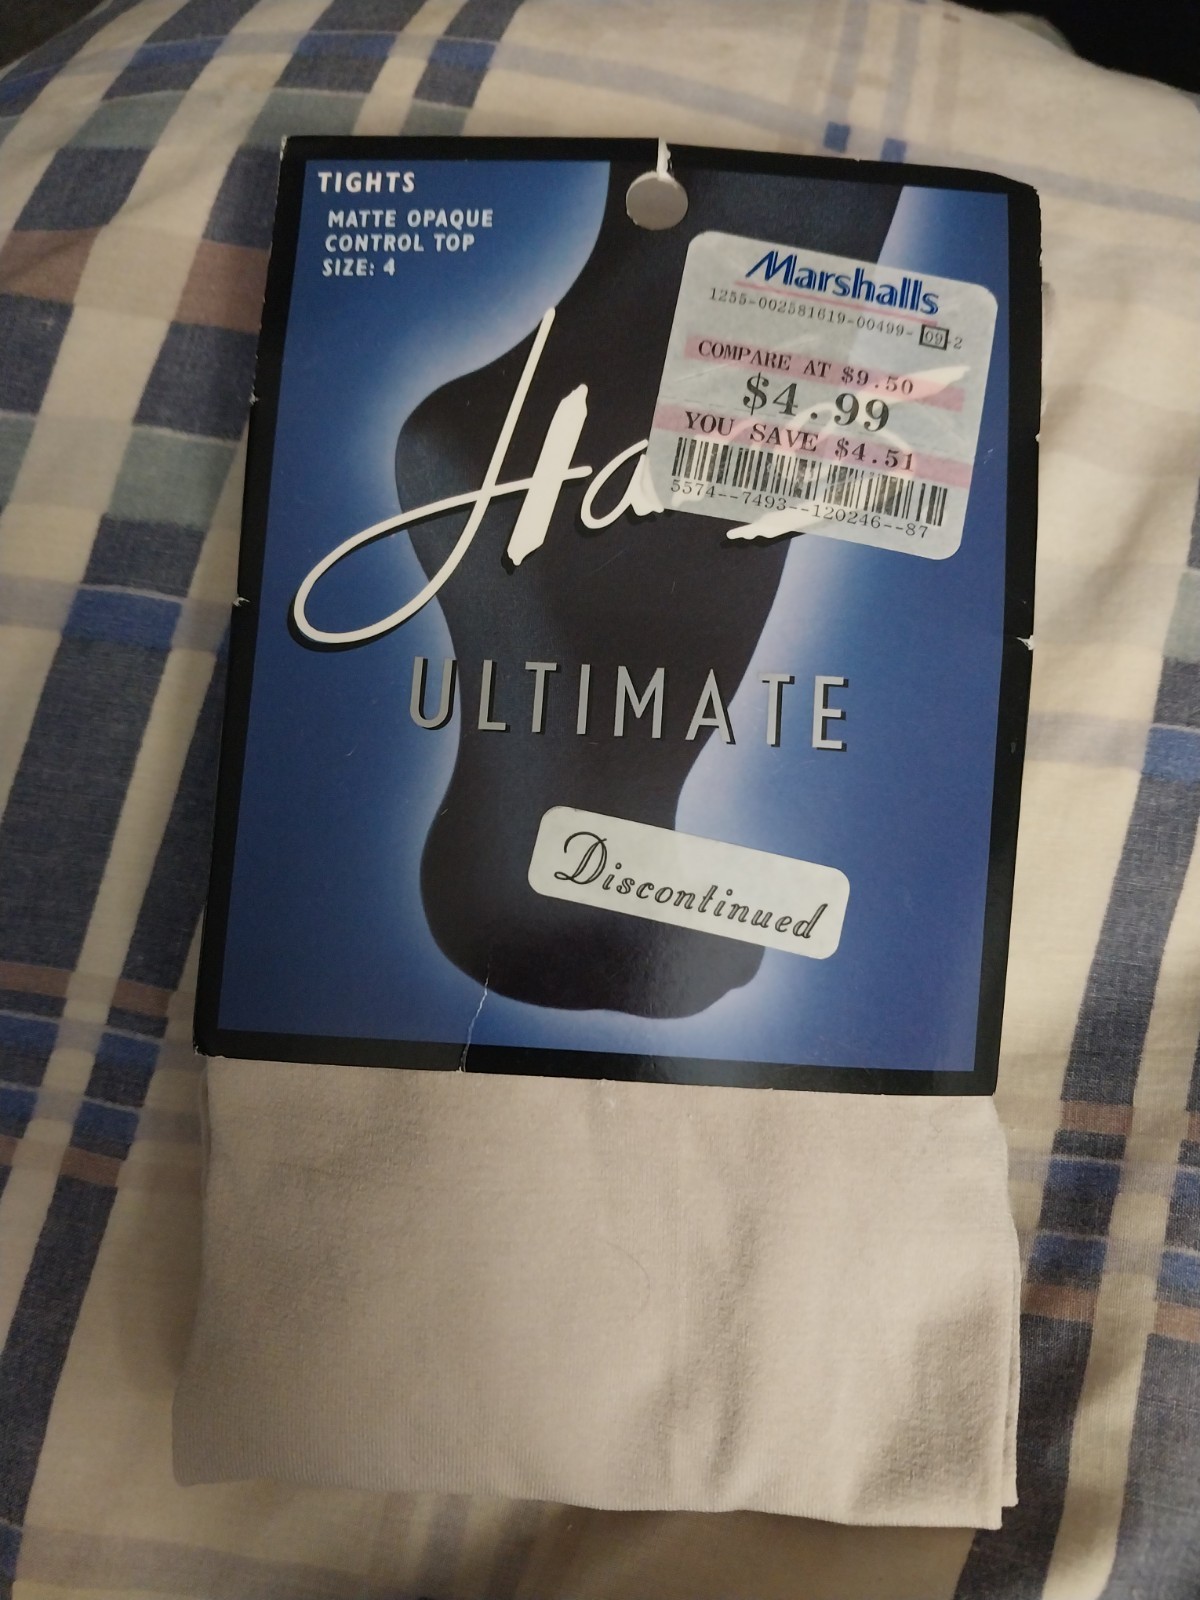 TIGHTS
MATTE OPAQUE
CONTROL TOP
SIZE: 4
Marshalls
1255-002581619-00499- 09-2
COMPARE AT $9.50
$4.99
YOU SAVE $4.51
5574--7493--120246--87
Ha
ULTIMATE
Discontinued